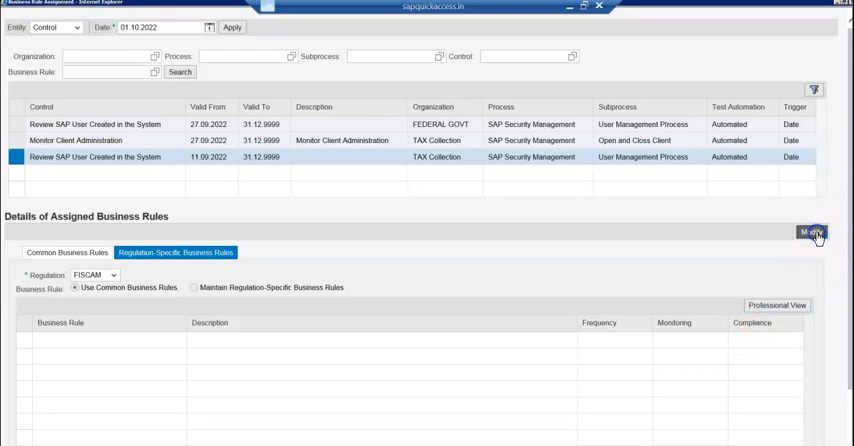 Business Rule Assignment - Internet Explorer
sapquickaccess.in
Entity: Control Date * 01.10.2022 Apply
Organization: Process: Subprocess: Control:
Business Rule: Search
Control Valid From Valid To Description Organization Process Subprocess Test Automation Trigger
Review SAP User Created in the System 27.09.2022 31.12.9999 FEDERAL GOVT SAP Security Management User Management PIrocess Automated Date
Monitor Client Administration 27.09.2022 31.12.9999 Monitor Client Administration TAX Collection SAP Security Management Open and Closs Client Automated Date
Review SAP User Created in the System 11.09.2022 31.12.9999 TAX Collection SAP Security Management User Management PIrocess Automated Date
Details of Assigned Business Rules
Modify
Common Business Rules Regulation-Specific Business Rules
* Regulation: FISCAM
Business Rule: Use Common Business Rules Maintain Regulation-Specific Business Rules
Professional View
Business Rule Description Frequency Monitoring Compliance